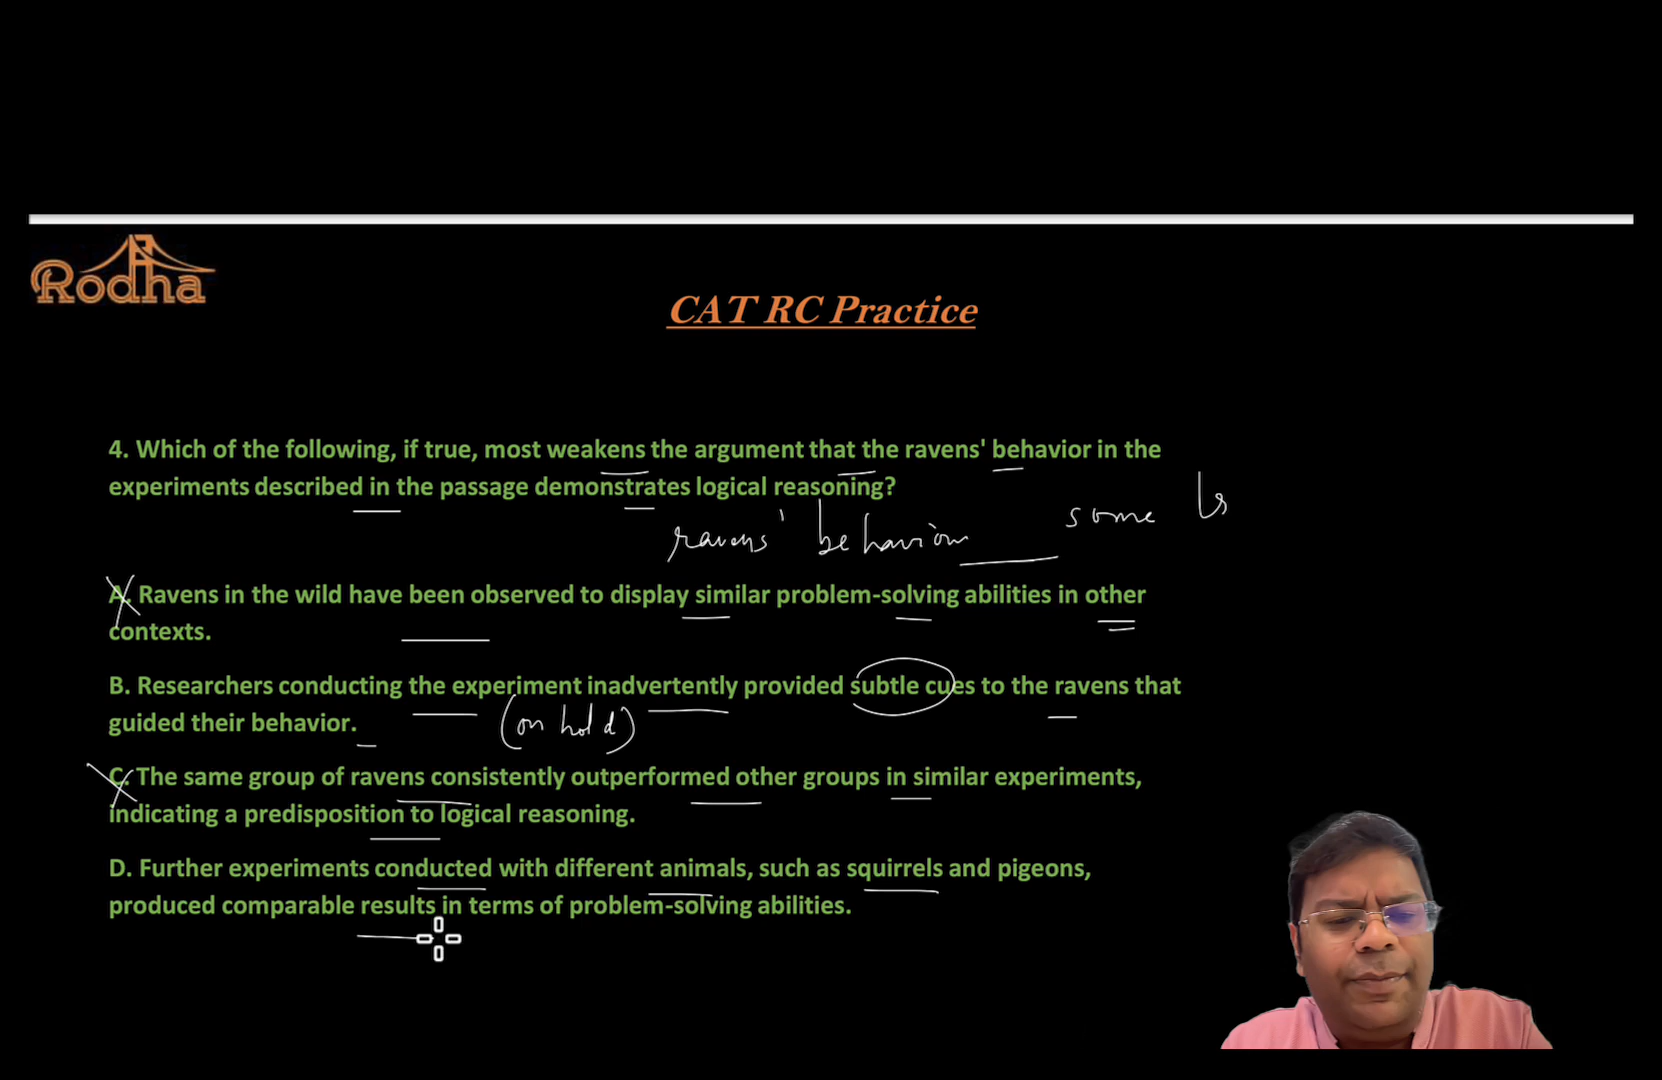 Rodha
CAT RC Practice
4. Which of the following, if true, most weakens the argument that the ravens' behavior in the
experiments described in the passage demonstrates logical reasoning?
ravens' behaviour some
A. Ravens in the wild have been observed to display similar problem-solving abilities in other
contexts.
B. Researchers conducting the experiment inadvertently provided subtle cues to the ravens that
guided their behavior.
(on hold)
C. The same group of ravens consistently outperformed other groups in similar experiments,
indicating a predisposition to logical reasoning.
D. Further experiments conducted with different animals, such as squirrels and pigeons,
produced comparable results in terms of problem-solving abilities.